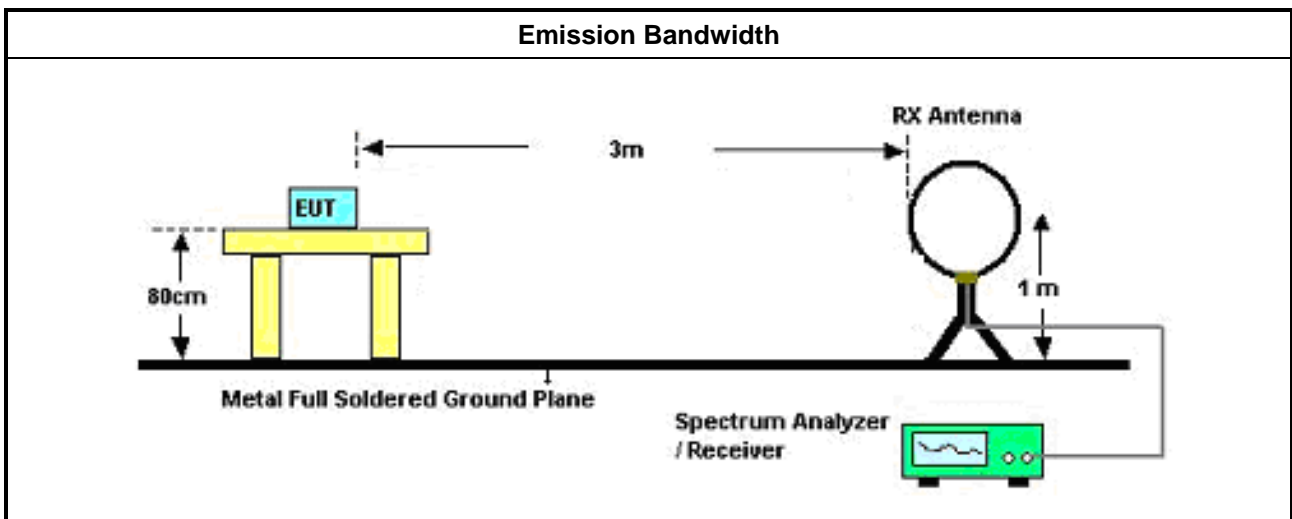 Emission Bandwidth
RX Antenna
3m
EUT
80cm
1 m
Metal Full Soldered Ground Plane
Spectrum Analyzer
/ Receiver